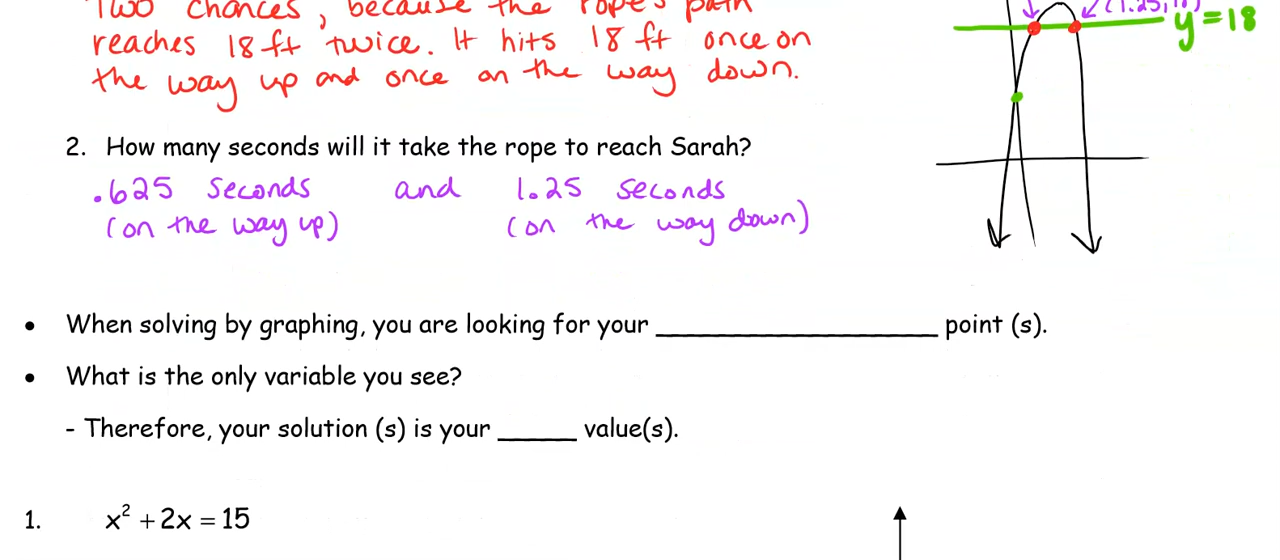 Two chances, because the rope's path
reaches 18 ft twice. It hits 18 ft once on
the way up and once on the way down.
(1.25, 18)
y = 18
2. How many seconds will it take the rope to reach Sarah?
.625 seconds and 1.25 seconds
(on the way up) (on the way down)
• When solving by graphing, you are looking for your ______________________ point (s).
• What is the only variable you see?
- Therefore, your solution (s) is your ______ value(s).
1. x² + 2x = 15